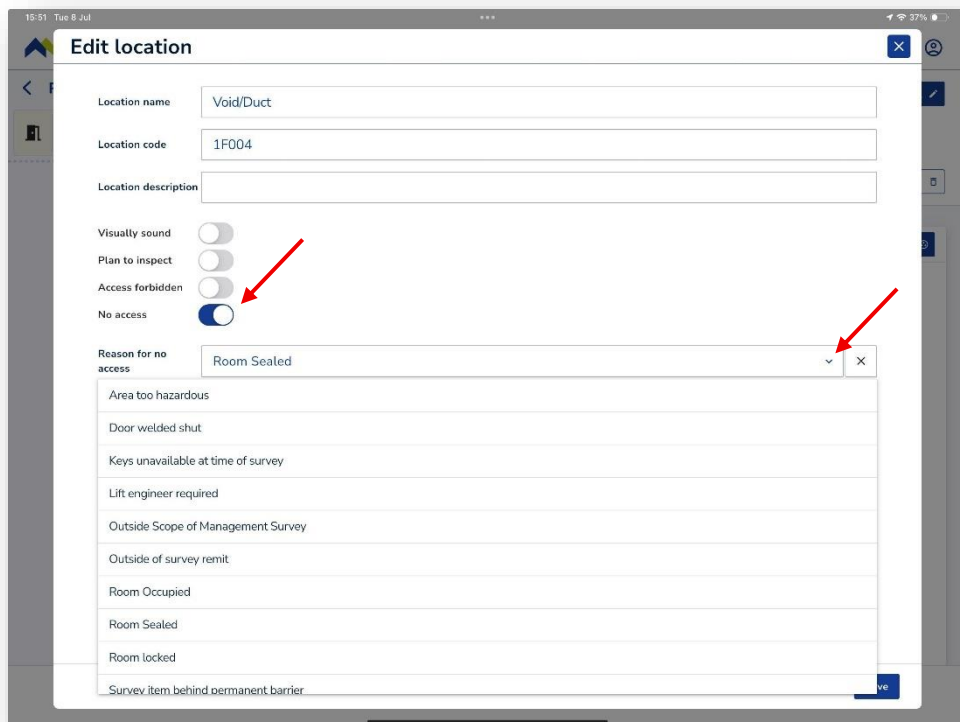 15:51 Tue 8 Jul
37%
Edit location
Location name
Void/Duct
Location code
1F004
Location description
Visually sound
Plan to inspect
Access forbidden
No access
Reason for no
access
Room Sealed
Area too hazardous
Door welded shut
Keys unavailable at time of survey
Lift engineer required
Outside Scope of Management Survey
Outside of survey remit
Room Occupied
Room Sealed
Room locked
Survey item behind permanent barrier